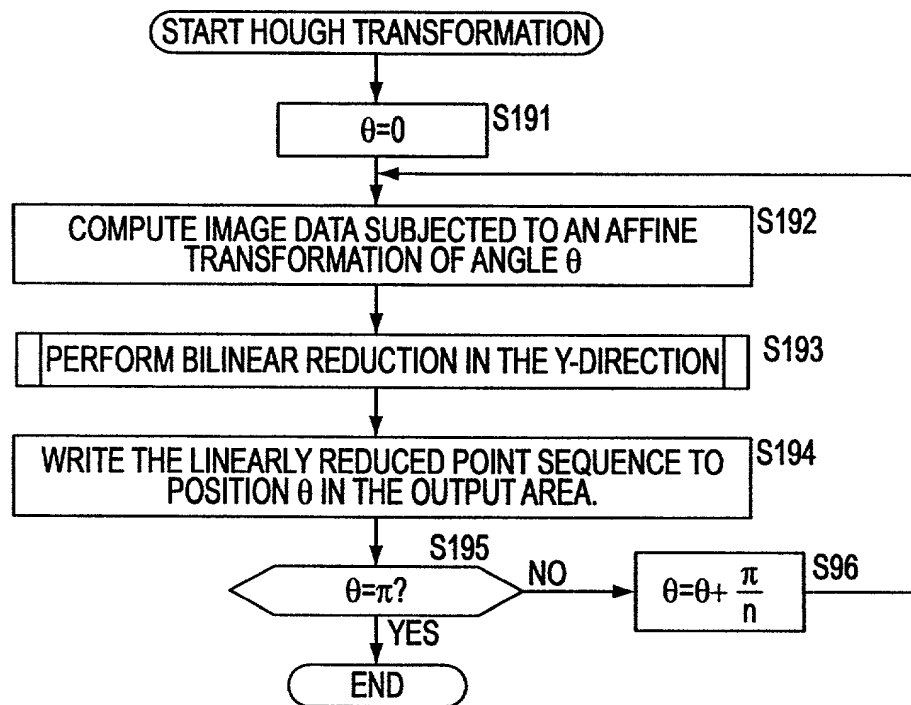 START HOUGH TRANSFORMATION
θ=0
S191
COMPUTE IMAGE DATA SUBJECTED TO AN AFFINE
TRANSFORMATION OF ANGLE θ
S192
PERFORM BILINEAR REDUCTION IN THE Y-DIRECTION
S193
WRITE THE LINEARLY REDUCED POINT SEQUENCE TO
POSITION θ IN THE OUTPUT AREA.
S194
S195
θ=π?
NO
θ=θ+ π/n
S96
YES
END